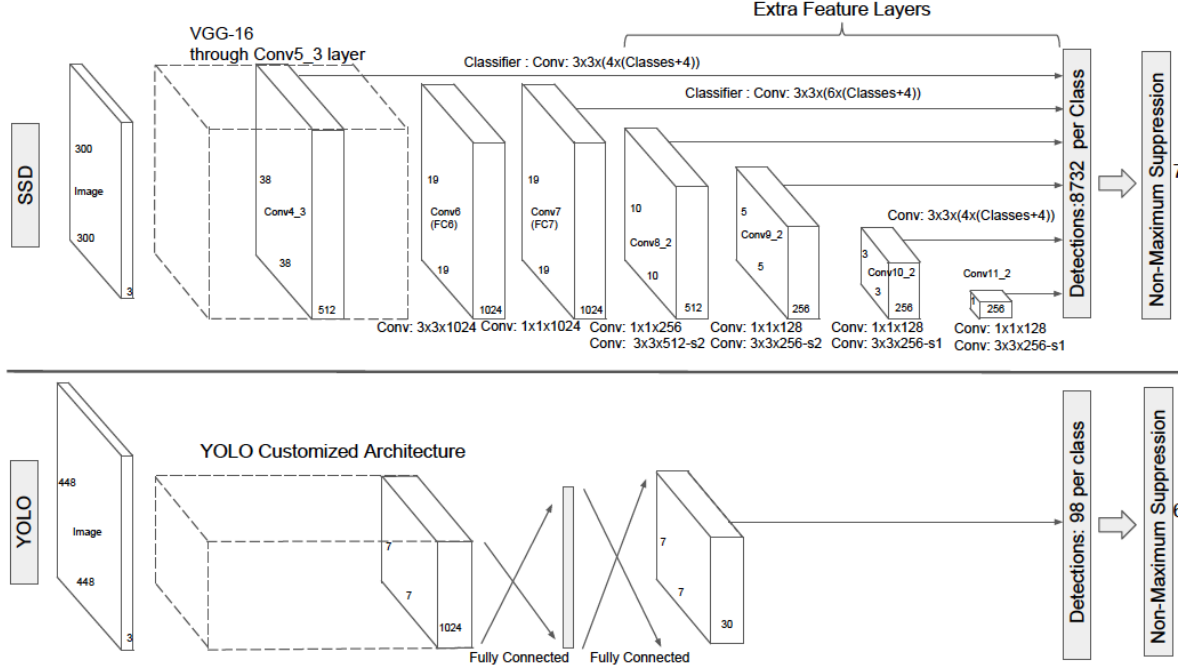 Extra Feature Layers
VGG-16
through Conv5_3 layer
Classifier : Conv: 3x3x(4x(Classes+4))
Classifier : Conv: 3x3x(6x(Classes+4))
SSD
300
Image
300
3
38
Conv4_3
38
512
19
Conv6
(FC6)
19
1024
19
Conv7
(FC7)
19
1024
10
Conv8_2
10
512
5
Conv9_2
5
256
Conv: 3x3x(4x(Classes+4))
3
Conv10_2
3
256
Conv11_2
1
256
Conv: 3x3x1024
Conv: 1x1x1024
Conv: 1x1x256
Conv: 3x3x512-s2
Conv: 1x1x128
Conv: 3x3x256-s2
Conv: 1x1x128
Conv: 3x3x256-s1
Conv: 1x1x128
Conv: 3x3x256-s1
Detections:8732 per Class
Non-Maximum Suppression
YOLO
448
Image
448
3
YOLO Customized Architecture
7
7
1024
Fully Connected
Fully Connected
7
7
30
Detections: 98 per class
Non-Maximum Suppression